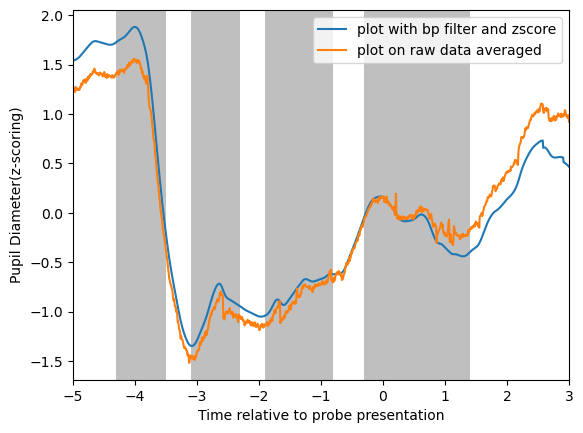 plot with bp filter and zscore
plot on raw data averaged
2.0
1.5
1.0
0.5
0.0
−0.5
−1.0
−1.5
Pupil Diameter(z-scoring)
−5 −4 −3 −2 −1 0 1 2 3
Time relative to probe presentation